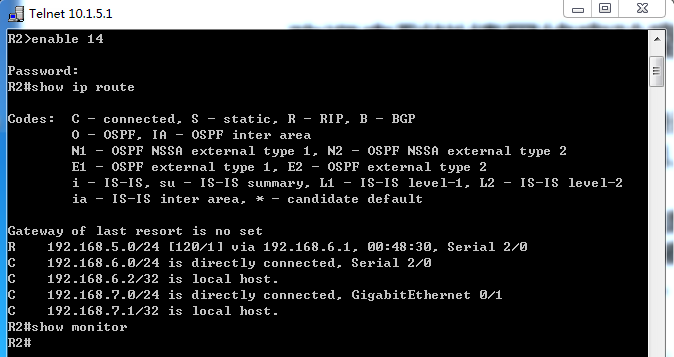 Telnet 10.1.5.1
R2>enable 14
Password:
R2#show ip route
Codes:  C - connected, S - static, R - RIP, B - BGP
        O - OSPF, IA - OSPF inter area
        N1 - OSPF NSSA external type 1, N2 - OSPF NSSA external type 2
        E1 - OSPF external type 1, E2 - OSPF external type 2
        i - IS-IS, su - IS-IS summary, L1 - IS-IS level-1, L2 - IS-IS level-2
        ia - IS-IS inter area, * - candidate default
Gateway of last resort is no set
R    192.168.5.0/24 [120/1] via 192.168.6.1, 00:48:30, Serial 2/0
C    192.168.6.0/24 is directly connected, Serial 2/0
C    192.168.6.2/32 is local host.
C    192.168.7.0/24 is directly connected, GigabitEthernet 0/1
C    192.168.7.1/32 is local host.
R2#show monitor
R2#